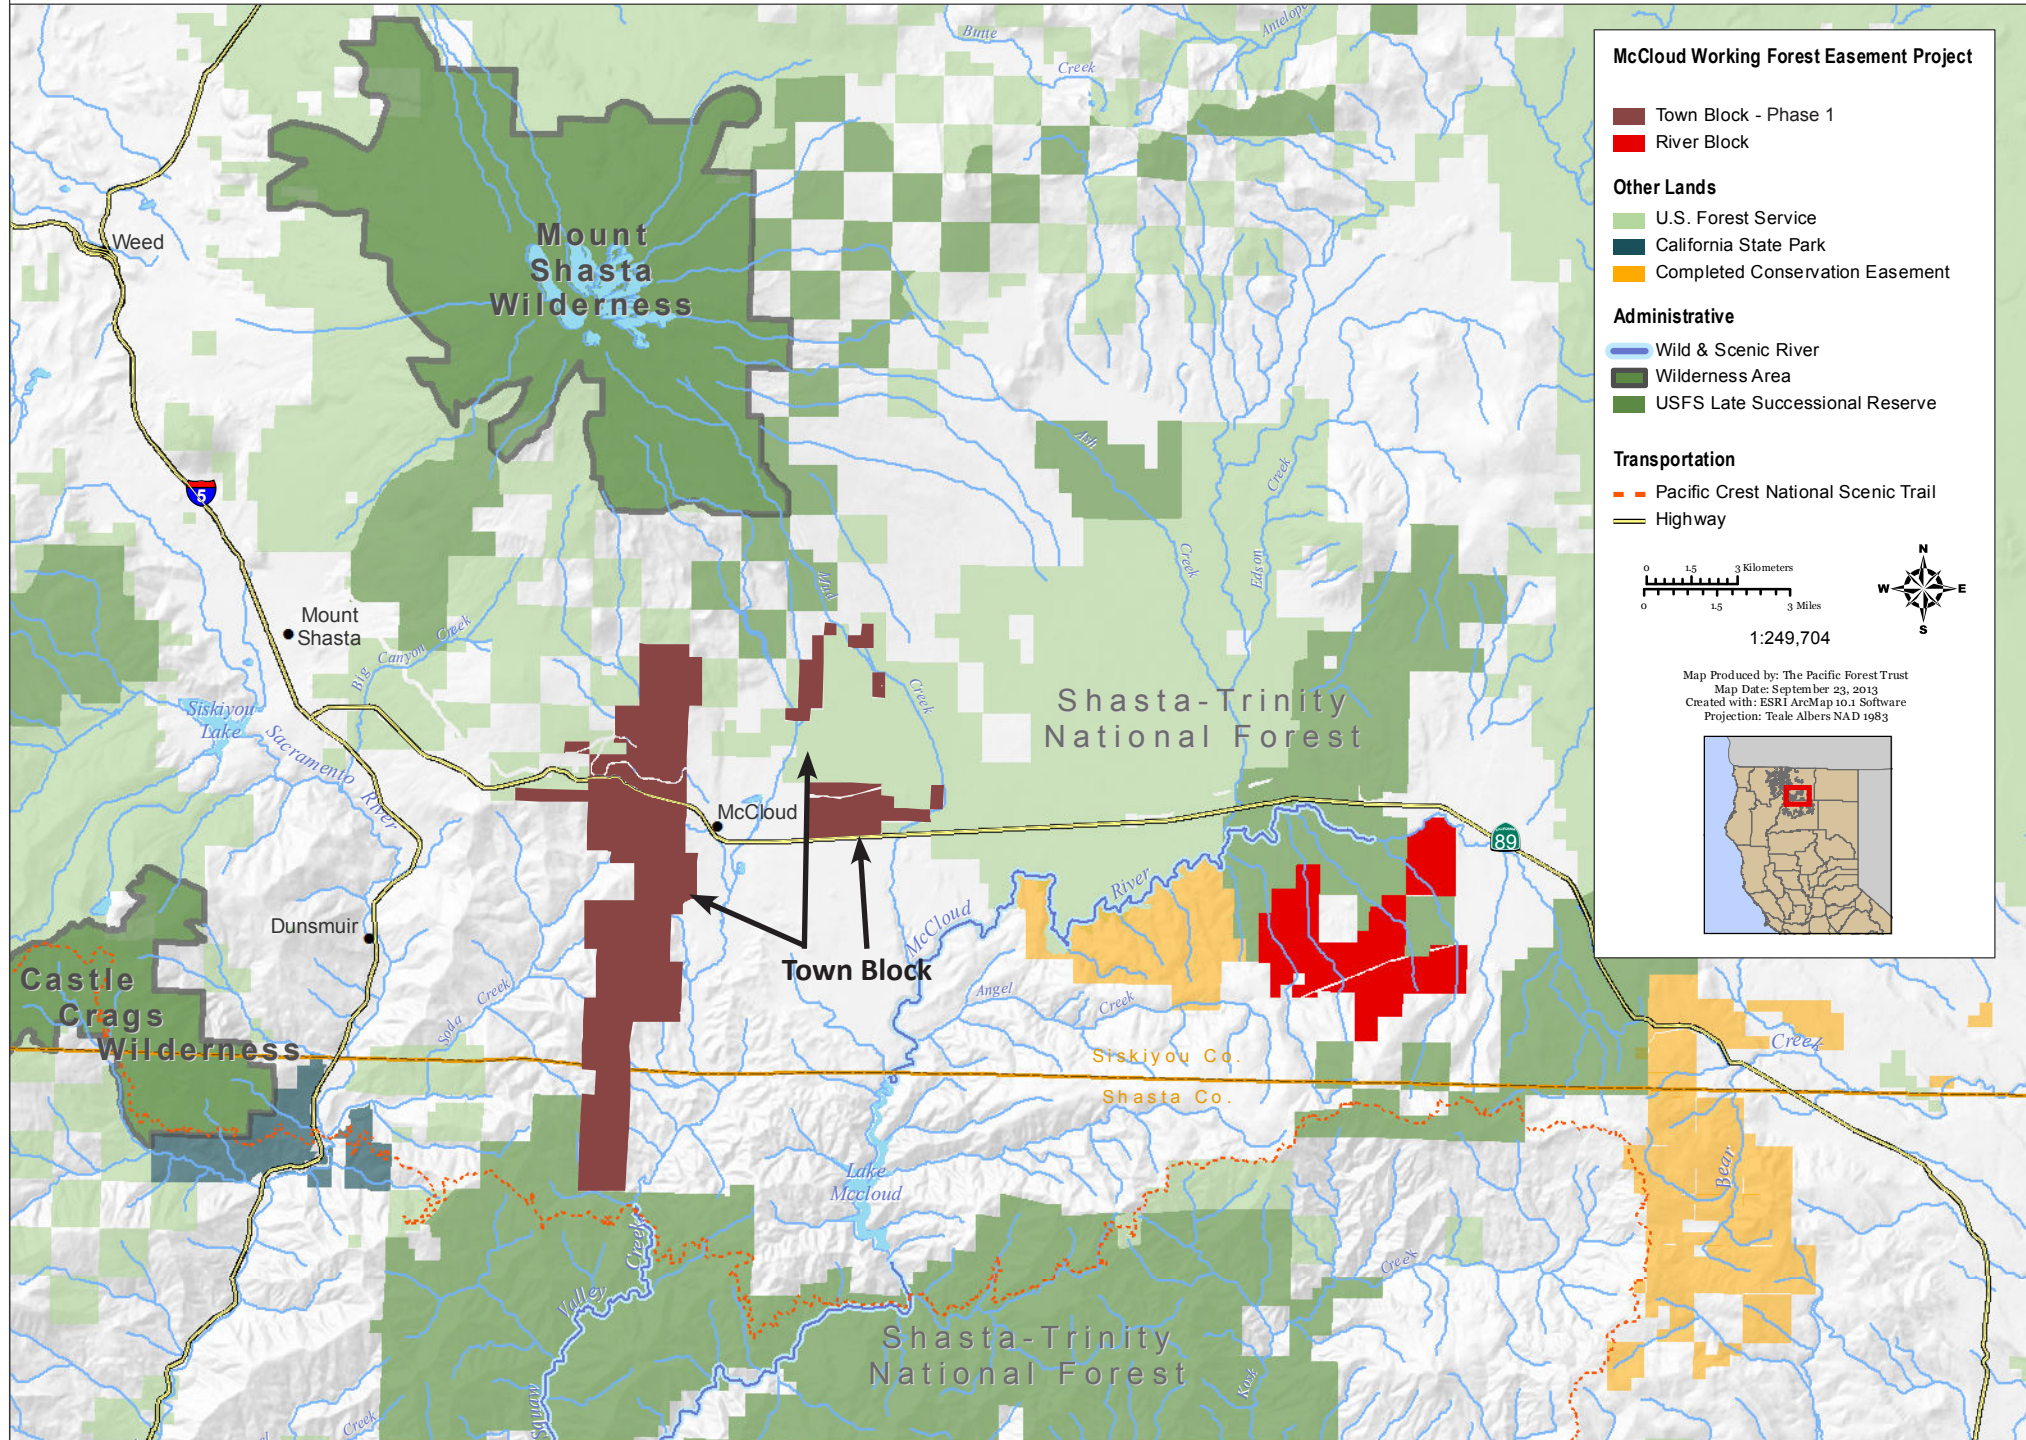 Butte
Creek
Antelope
Weed
Mount
Shasta
Wilderness
Ash
Creek
Creek
Edson
5
Mount
Shasta
Big
Canyon
Creek
Mud
Creek
Siskiyou
Lake
Sacramento
River
Shasta-Trinity
National Forest
McCloud
89
Dunsmuir
Town Block
McCloud
River
Angel
Creek
Castle
Crags
Wilderness
Soda
Creek
Siskiyou Co.
Shasta Co.
Creek
Bear
Lake
Mccloud
Valley
Creek
Creek
Shasta-Trinity
National Forest
Kosk
Creek
McCloud Working Forest Easement Project
Town Block - Phase 1
River Block
Other Lands
U.S. Forest Service
California State Park
Completed Conservation Easement
Administrative
Wild & Scenic River
Wilderness Area
USFS Late Successional Reserve
Transportation
Pacific Crest National Scenic Trail
Highway
0 1.5 3 Kilometers
0 1.5 3 Miles
N
W E
S
1:249,704
Map Produced by: The Pacific Forest Trust
Map Date: September 23, 2013
Created with: ESRI ArcMap 10.1 Software
Projection: Teale Albers NAD 1983